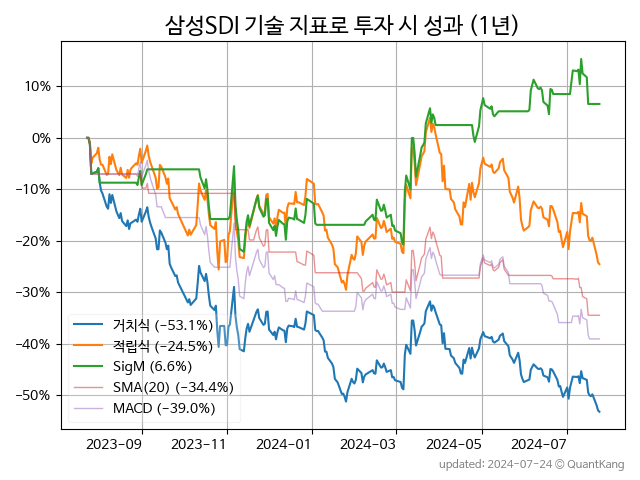 삼성SDI 기술 지표로 투자 시 성과 (1년)
10%
0%
−10%
−20%
−30%
−40%
−50%
거치식 (−53.1%)
적립식 (−24.5%)
SigM (6.6%)
SMA(20) (−34.4%)
MACD (−39.0%)
2023−09
2023−11
2024−01
2024−03
2024−05
2024−07
updated: 2024−07−24 @ QuantKang